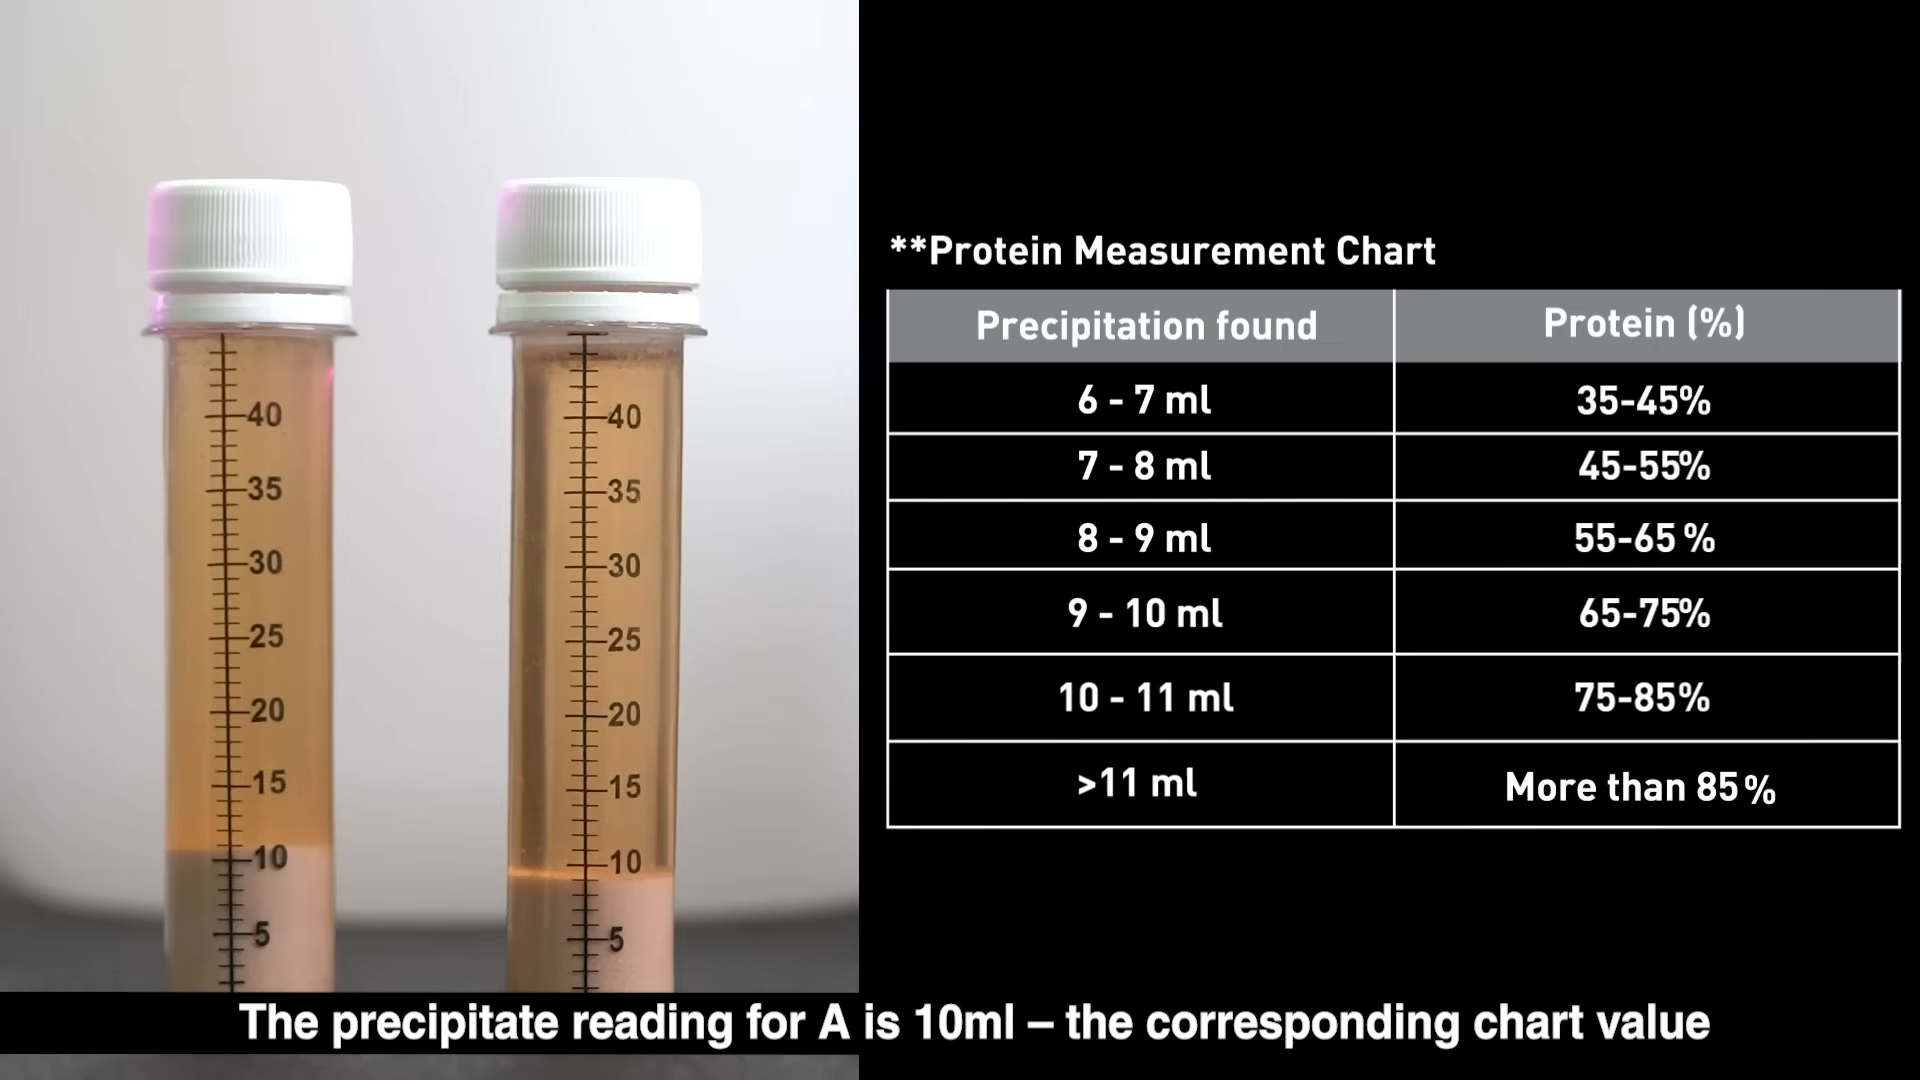 40
35
30
25
20
15
10
5
40
35
30
25
20
15
10
5
**Protein Measurement Chart
Precipitation found Protein (%)
6 - 7 ml 35-45%
7 - 8 ml 45-55%
8 - 9 ml 55-65 %
9 - 10 ml 65-75%
10 - 11 ml 75-85%
>11 ml More than 85 %
The precipitate reading for A is 10ml – the corresponding chart value